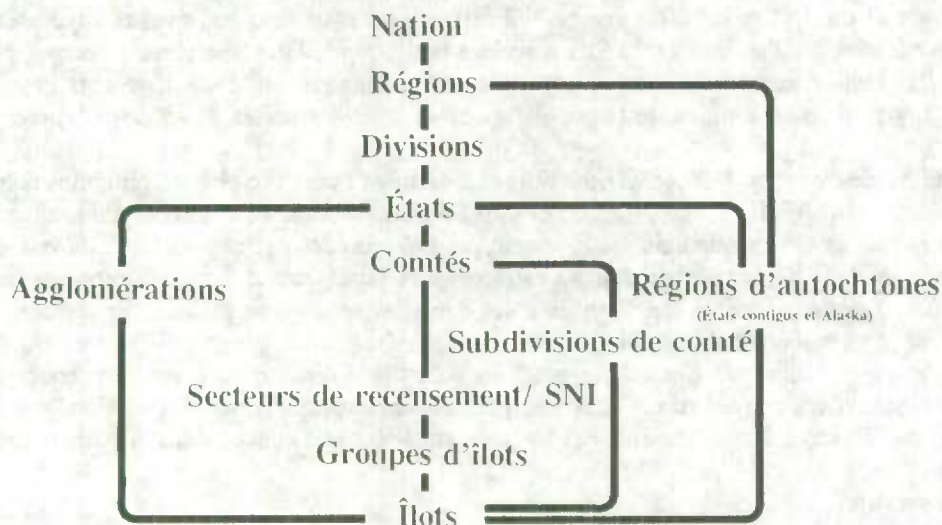 Nation
Régions
Divisions
États
Comtés
Agglomérations
Régions d'autochtones
(États contigus et Alaska)
Subdivisions de comté
Secteurs de recensement/ SNI
Groupes d'îlots
Îlots